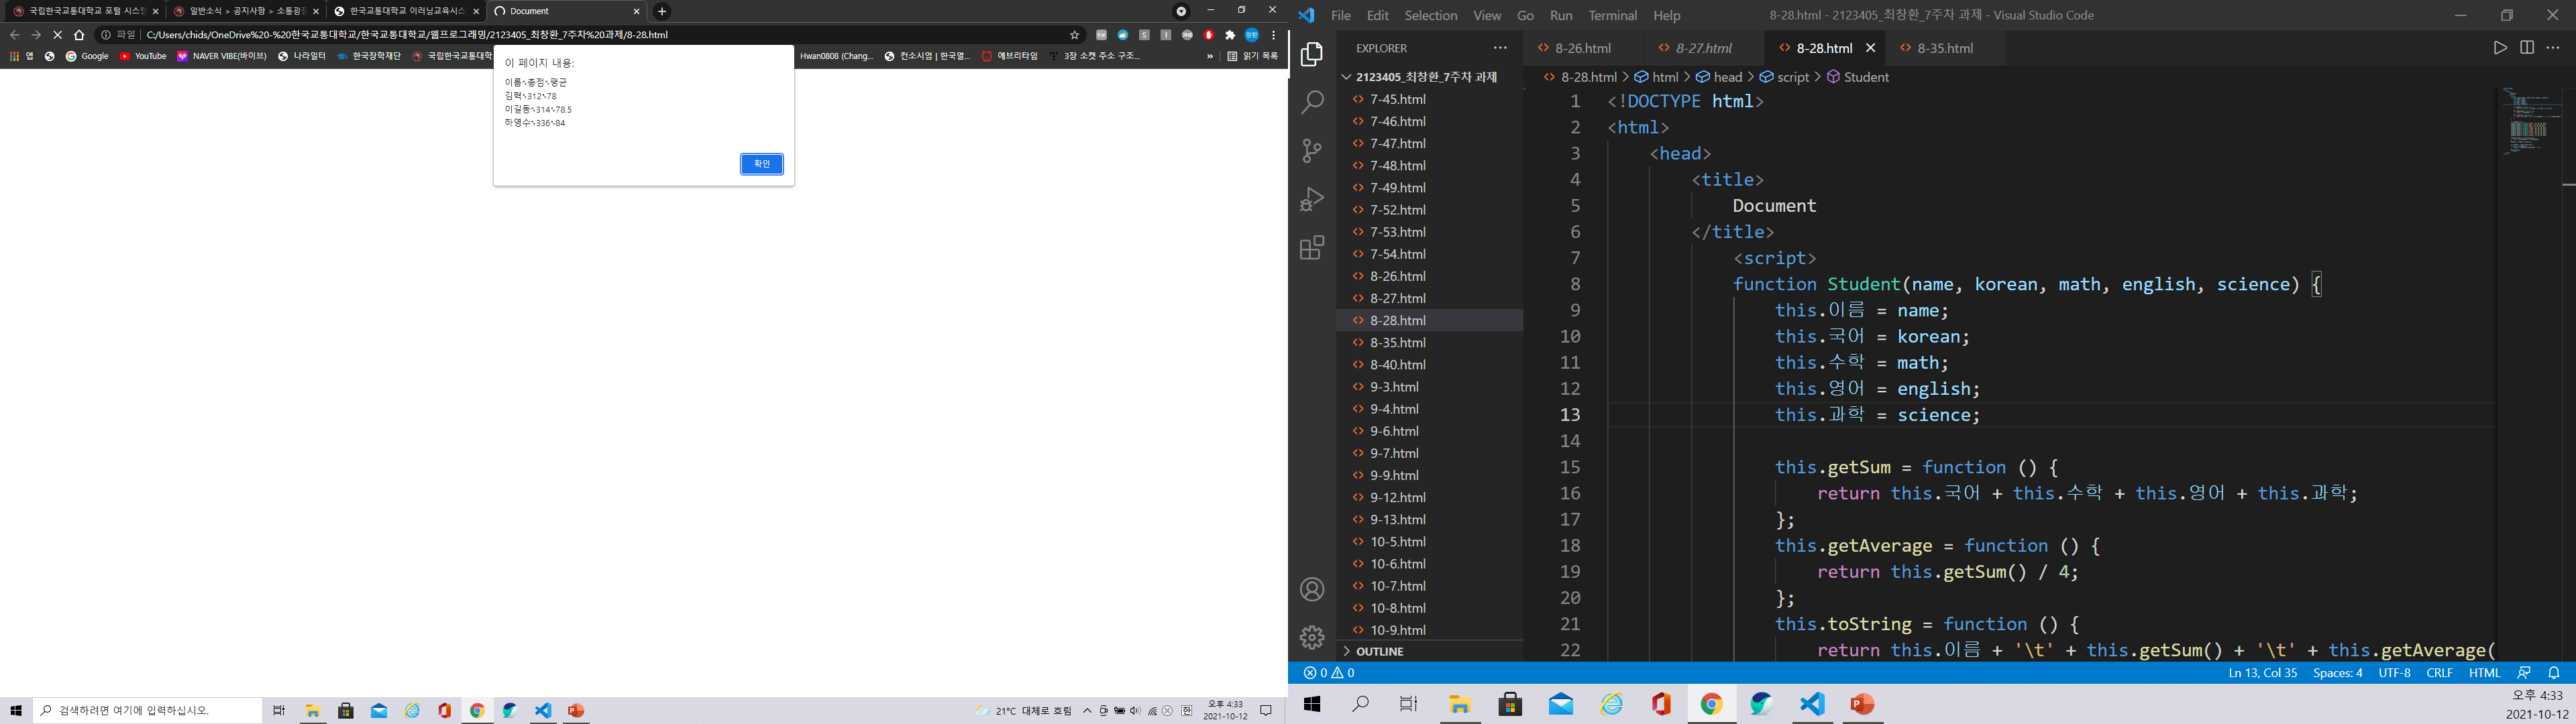 국립한국교통대학교 포털 시스템
일반소식 > 공지사항 > 소통광장
한국교통대학교 이러닝교육시스
Document
파일
C:/Users/chids/OneDrive%20-%20한국교통대학교/한국교통대학교/웹프로그래밍/2123405_최창환_7주차%20과제/8-28.html
앱
Google
YouTube
NAVER VIBE(바이브)
나라일터
한국장학재단
국립한국교통대학
Hwan0808 (Chang...
컨소시엄 | 한국열...
에브리타임
3장 소켓 주소 구조...
»
읽기 목록
이 페이지 내용:
이름␉총점␉평균
김혁␉312␉78
이길동␉314␉78.5
하명수␉336␉84
확인
검색하려면 여기에 입력하십시오.
21°C 대체로 흐림
한
오후 4:33
2021-10-12
File Edit Selection View Go Run Terminal Help
8-28.html - 2123405_최창환_7주차 과제 - Visual Studio Code
EXPLORER
2123405_최창환_7주차 과제
7-45.html
7-46.html
7-47.html
7-48.html
7-49.html
7-52.html
7-53.html
7-54.html
8-26.html
8-27.html
8-28.html
8-35.html
8-40.html
9-3.html
9-4.html
9-6.html
9-7.html
9-9.html
9-12.html
9-13.html
10-5.html
10-6.html
10-7.html
10-8.html
10-9.html
OUTLINE
8-26.html
8-27.html
8-28.html
8-35.html
8-28.html > html > head > script > Student
1 <!DOCTYPE html>
2 <html>
3 <head>
4 <title>
5 Document
6 </title>
7 <script>
8 function Student(name, korean, math, english, science) {
9 this.이름 = name;
10 this.국어 = korean;
11 this.수학 = math;
12 this.영어 = english;
13 this.과학 = science;
14
15 this.getSum = function () {
16 return this.국어 + this.수학 + this.영어 + this.과학;
17 };
18 this.getAverage = function () {
19 return this.getSum() / 4;
20 };
21 this.toString = function () {
22 return this.이름 + '\t' + this.getSum() + '\t' + this.getAverage(
0 0
Ln 13, Col 35
Spaces: 4
UTF-8
CRLF
HTML
오후 4:33
2021-10-12